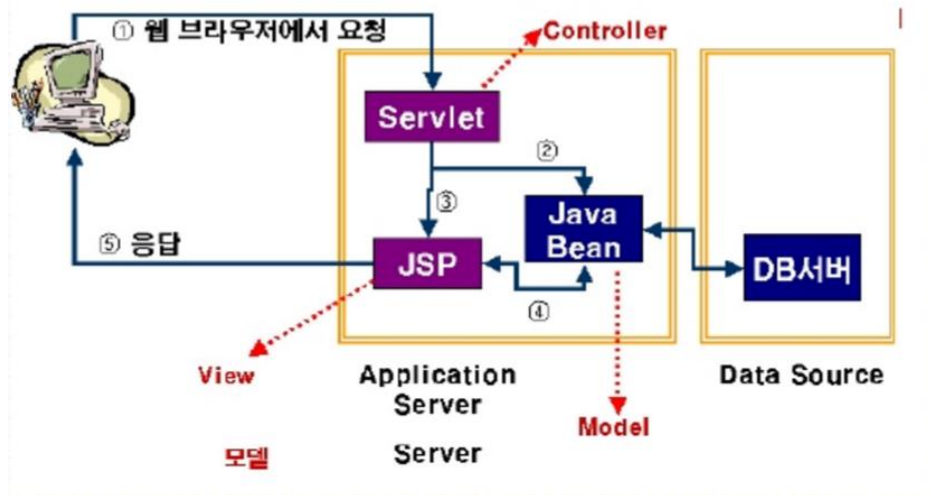 ① 웹 브라우저에서 요청
Controller
Servlet
②
③
Java
Bean
⑤ 응답
JSP
DB서버
④
View
Application
Server
Data Source
Model
모델
Server